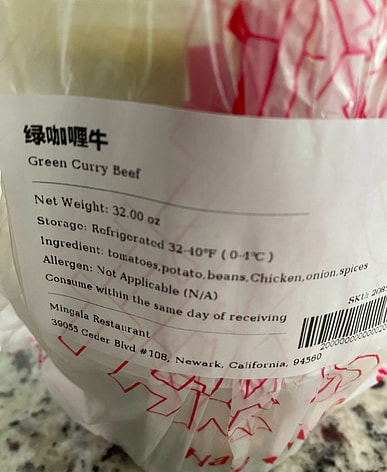 绿咖喱牛
Green Curry Beef
Net Weight: 32.00 oz
Storage: Refrigerated 32-40°F ( 0-4℃ )
Ingredient: tomatoes,potato,beans,Chicken,onion,spices
Allergen: Not Applicable (N/A)
Consume within the same day of receiving
Mingala Restaurant
39055 Ceder Blvd #108, Newark, California, 94560